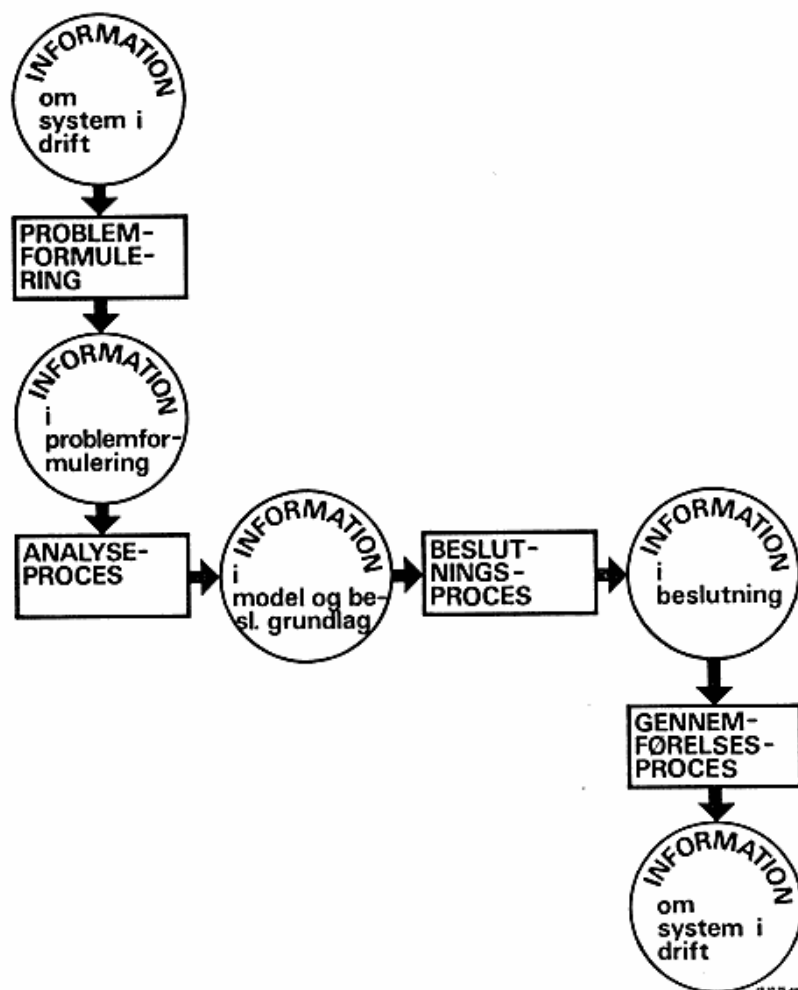 INFORMATION
om
system i
drift
PROBLEM-
FORMULE-
RING
INFORMATION
i
problemfor-
mulering
ANALYSE-
PROCES
INFORMATION
i
model og be-
sl. grundlag
BESLUT-
NINGS-
PROCES
INFORMATION
i
beslutning
GENNEM-
FØRELSES-
PROCES
INFORMATION
om
system i
drift